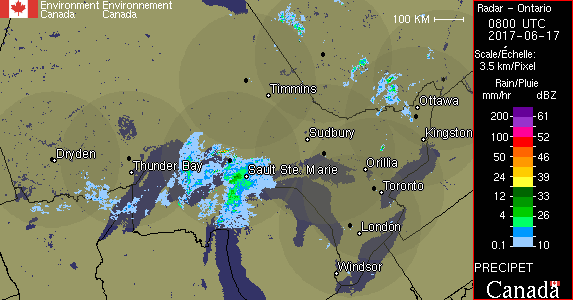 Environment Environnement
Canada Canada
100 KM
Timmins
Ottawa
Sudbury
Kingston
Dryden
Thunder Bay
Sault Ste. Marie
Orillia
Toronto
London
Windsor
Radar - Ontario
0800 UTC
2017-06-17
Scale/Échelle:
3.5 km/Pixel
Rain/Pluie
mm/hr dBZ
200 61
100 52
50 46
24 39
12 33
4 26
0.1 10
PRECIPET
Canada